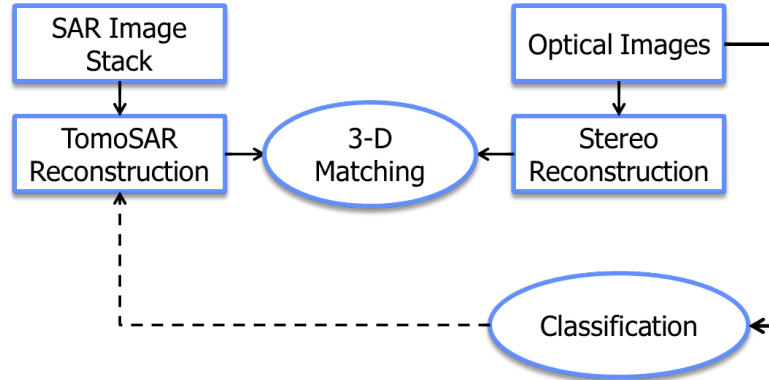 SAR Image
Stack
Optical Images
TomoSAR
Reconstruction
3-D
Matching
Stereo
Reconstruction
Classification